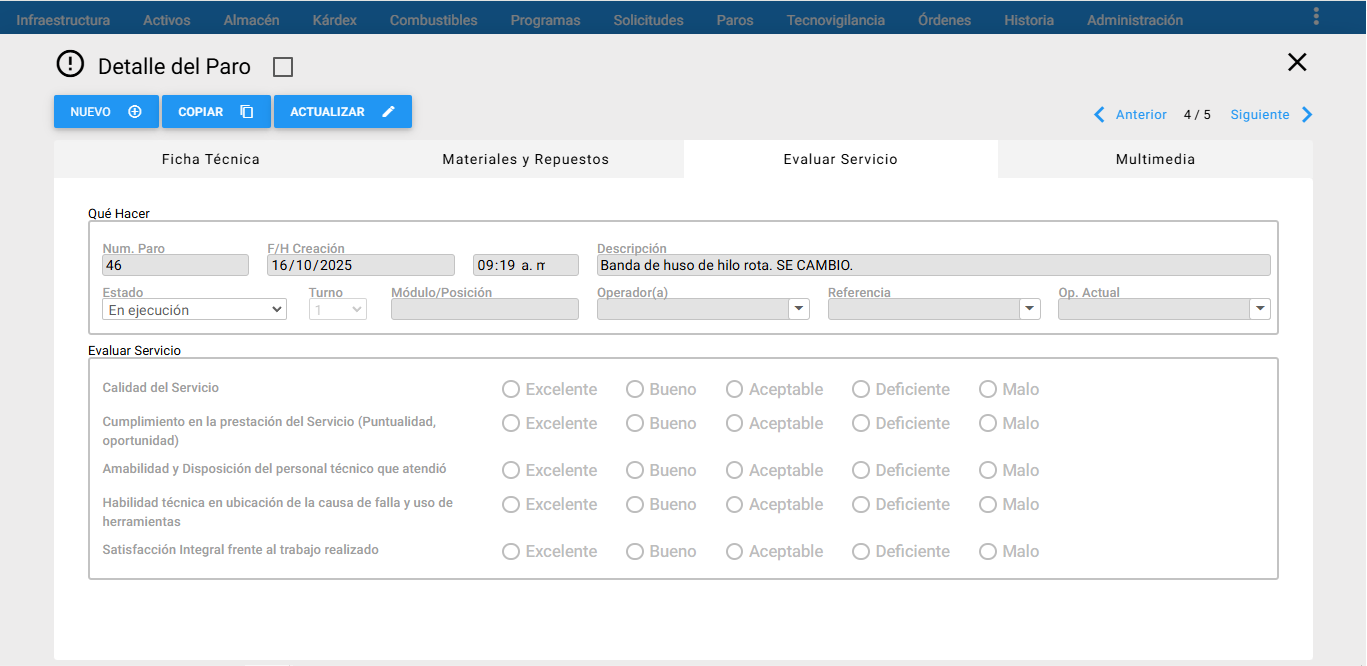 Infraestructura Activos Almacén Kárdex Combustibles Programas Solicitudes Paros Tecnovigilancia Órdenes Historia Administración
Detalle del Paro
NUEVO COPIAR ACTUALIZAR
Anterior 4 / 5 Siguiente
Ficha Técnica Materiales y Repuestos Evaluar Servicio Multimedia
Qué Hacer
Num. Paro F/H Creación Descripción
46 16/10/2025 09:19 a. m Banda de huso de hilo rota. SE CAMBIO.
Estado Turno Módulo/Posición Operador(a) Referencia Op. Actual
En ejecución 1
Evaluar Servicio
Calidad del Servicio Excelente Bueno Aceptable Deficiente Malo
Cumplimiento en la prestación del Servicio (Puntualidad,
oportunidad) Excelente Bueno Aceptable Deficiente Malo
Amabilidad y Disposición del personal técnico que atendió Excelente Bueno Aceptable Deficiente Malo
Habilidad técnica en ubicación de la causa de falla y uso de
herramientas Excelente Bueno Aceptable Deficiente Malo
Satisfacción Integral frente al trabajo realizado Excelente Bueno Aceptable Deficiente Malo